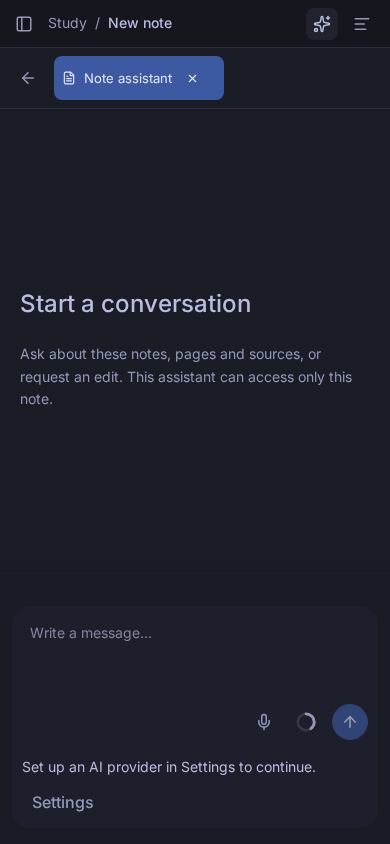 Study / New note
Note assistant
Start a conversation
Ask about these notes, pages and sources, or
request an edit. This assistant can access only this
note.
Write a message...
Set up an AI provider in Settings to continue.
Settings